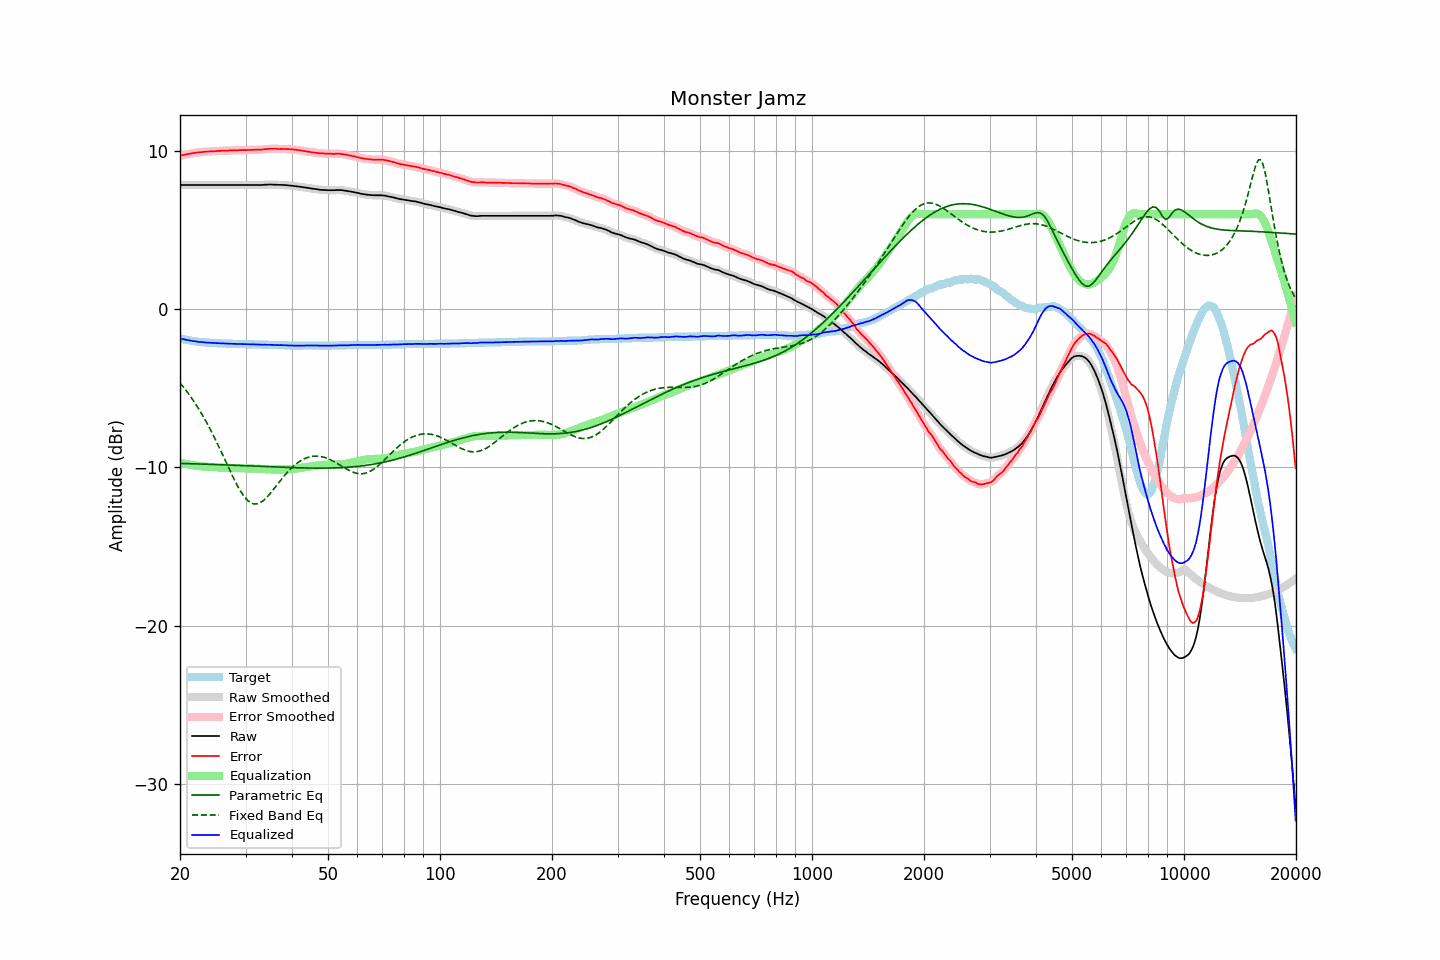 Monster Jamz
10
0
−10
−20
−30
Amplitude (dBr)
Target
Raw Smoothed
Error Smoothed
Raw
Error
Equalization
Parametric Eq
Fixed Band Eq
Equalized
20 50 100 200 500 1000 2000 5000 10000 20000
Frequency (Hz)